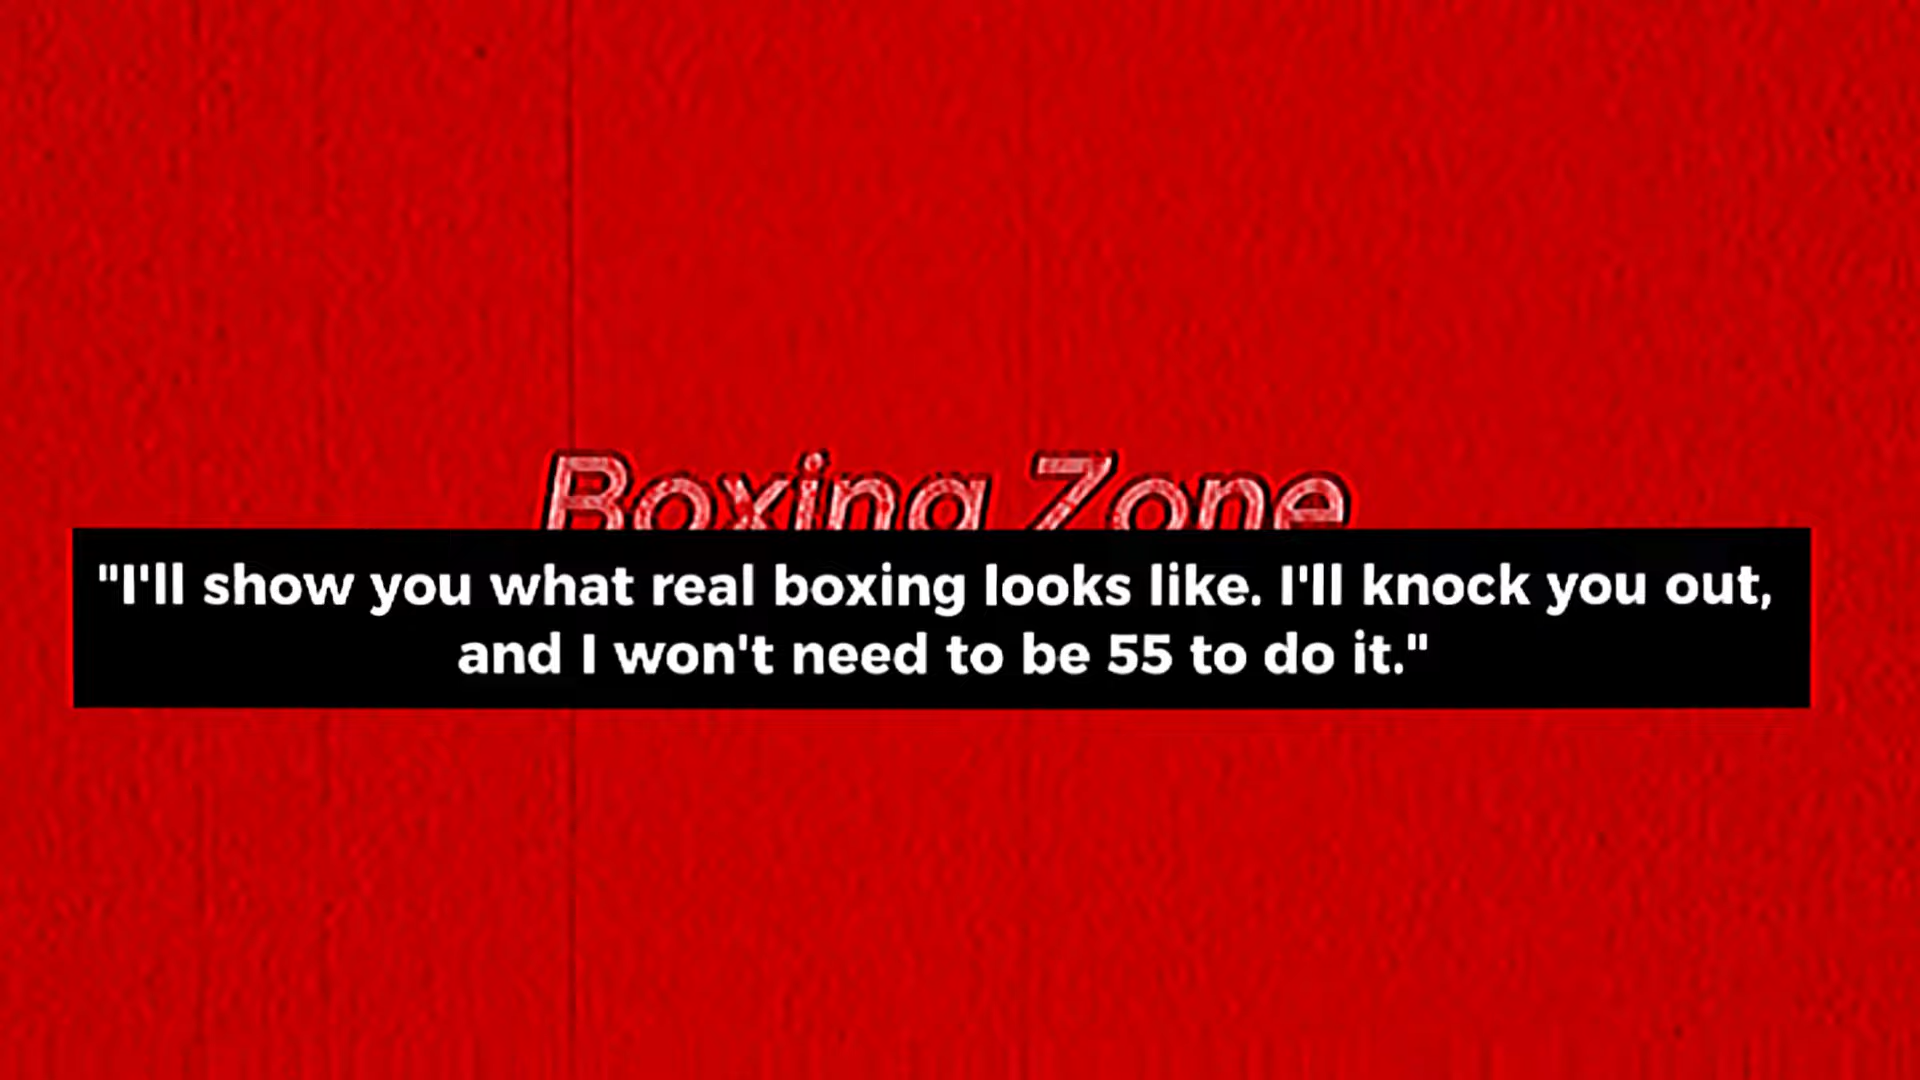 Boxing Zone
"I'll show you what real boxing looks like. I'll knock you out,
and I won't need to be 55 to do it."